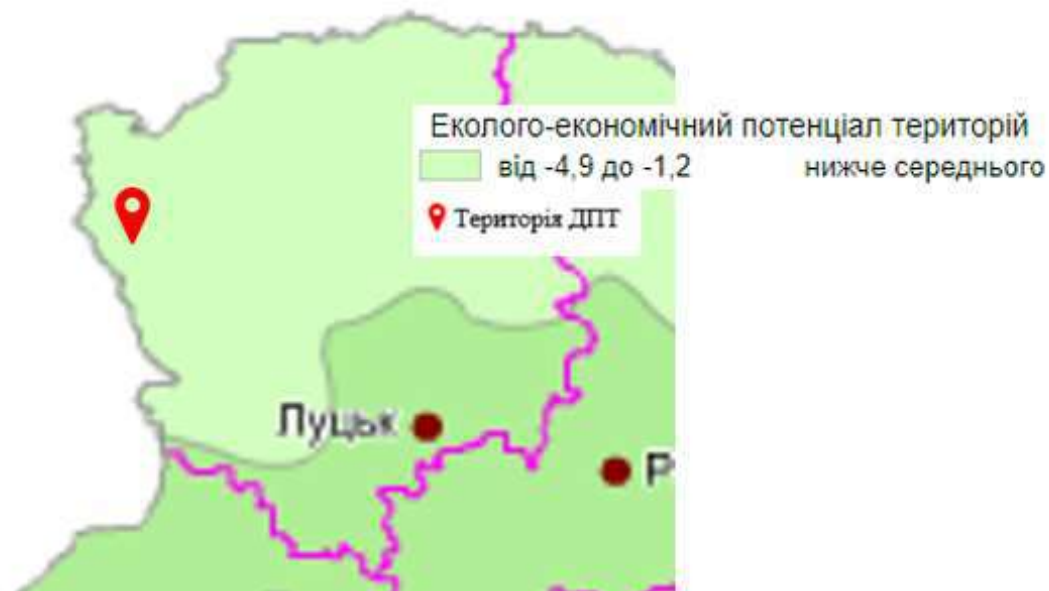 Еколого-економічний потенціал територій
від -4,9 до -1,2 нижче середнього
Територія ДПТ
Луцьк
Р